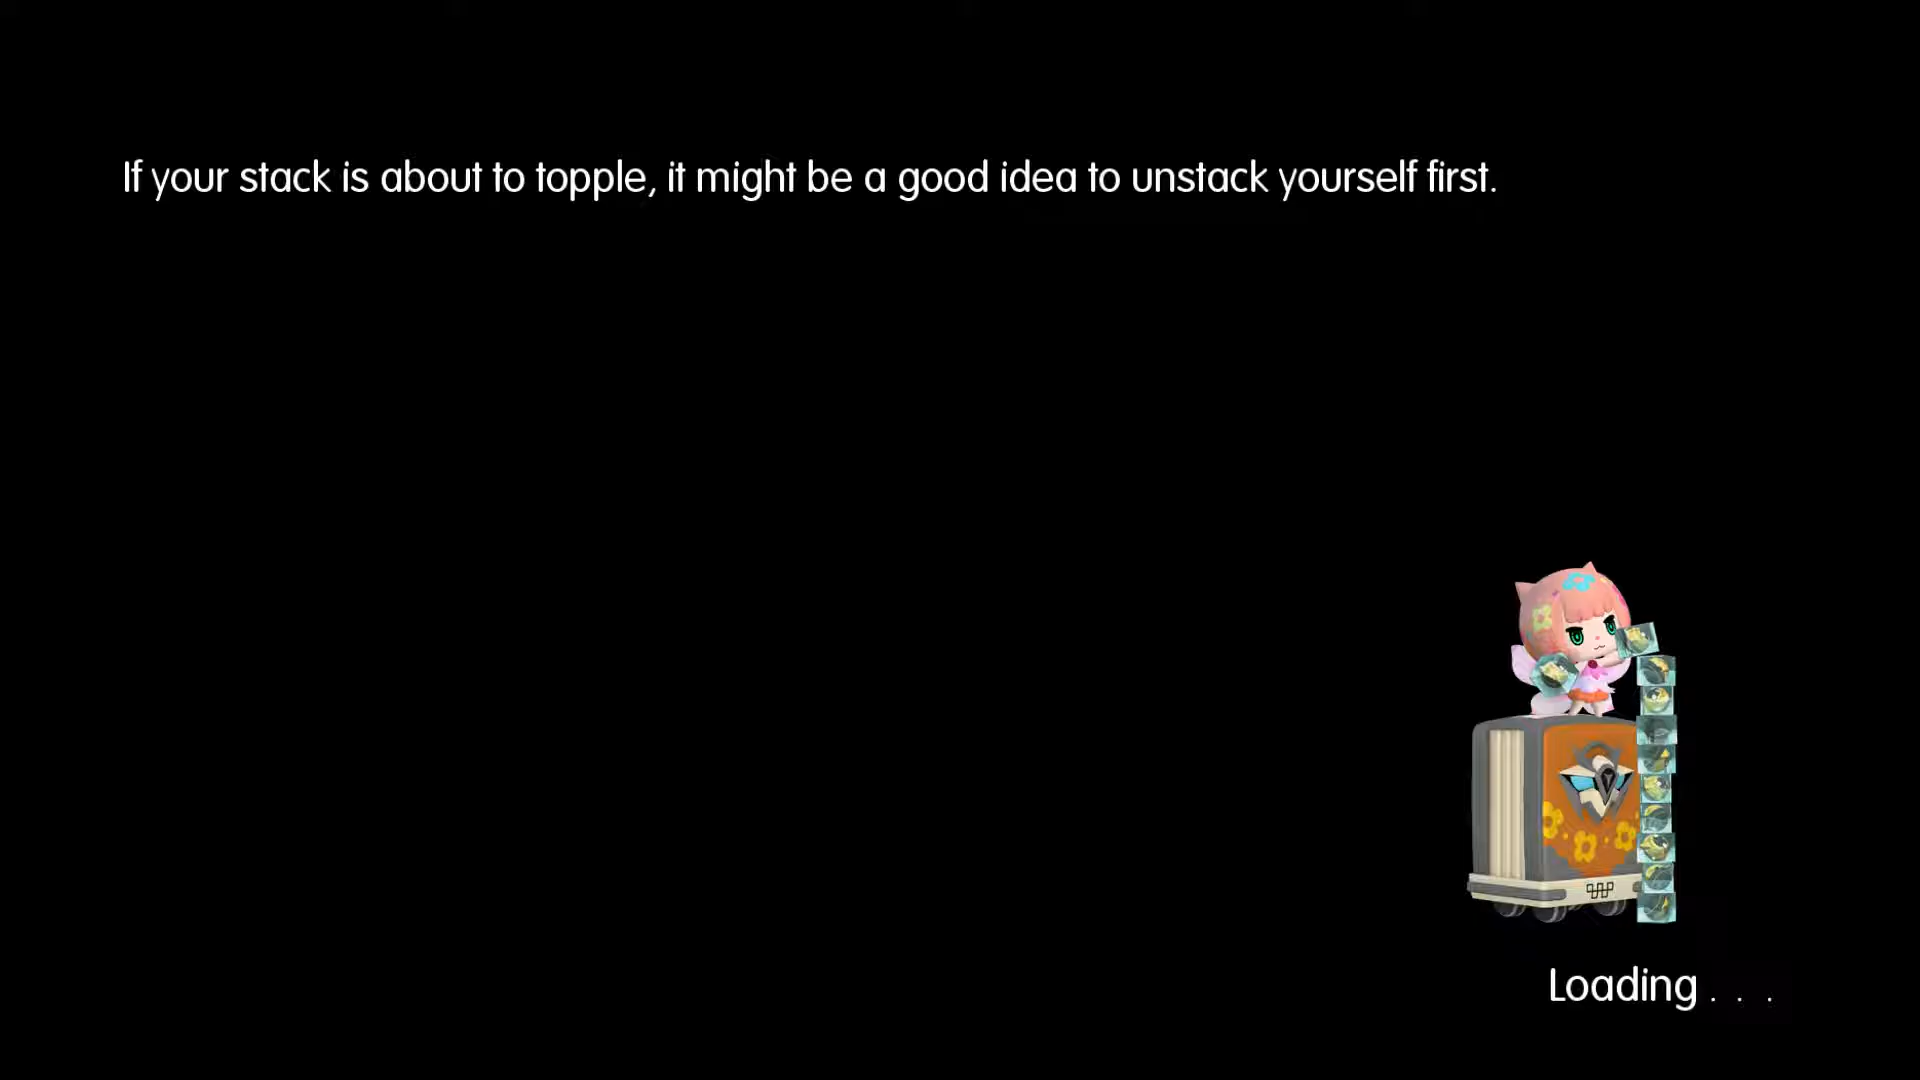 If your stack is about to topple, it might be a good idea to unstack yourself first.
Loading . . .